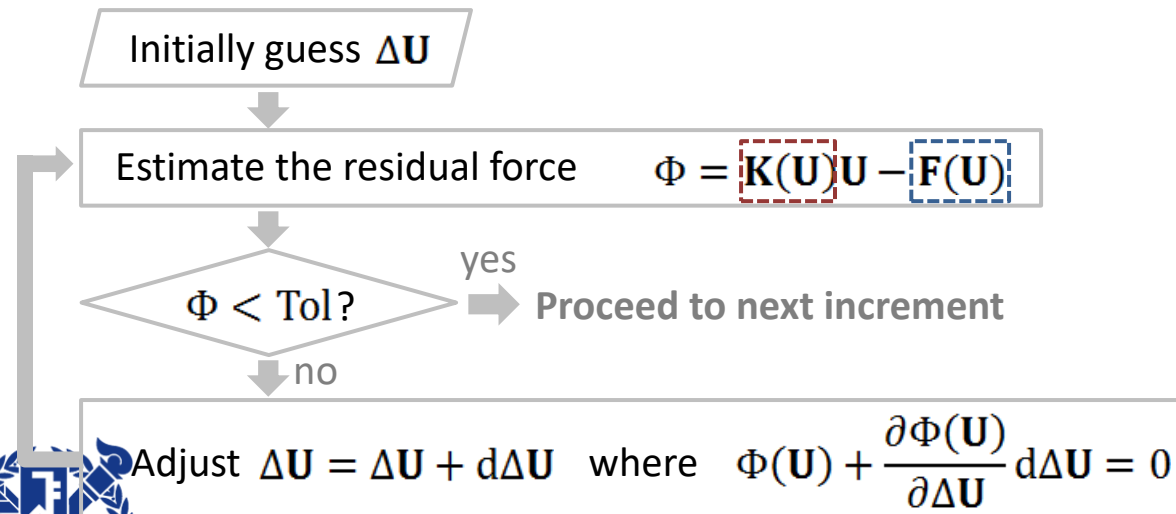 Initially guess ΔU
Estimate the residual force Φ = K(U)U − F(U)
yes
Φ < Tol?
Proceed to next increment
no
Adjust ΔU = ΔU + dΔU where Φ(U) + ∂Φ(U)/∂ΔU dΔU = 0